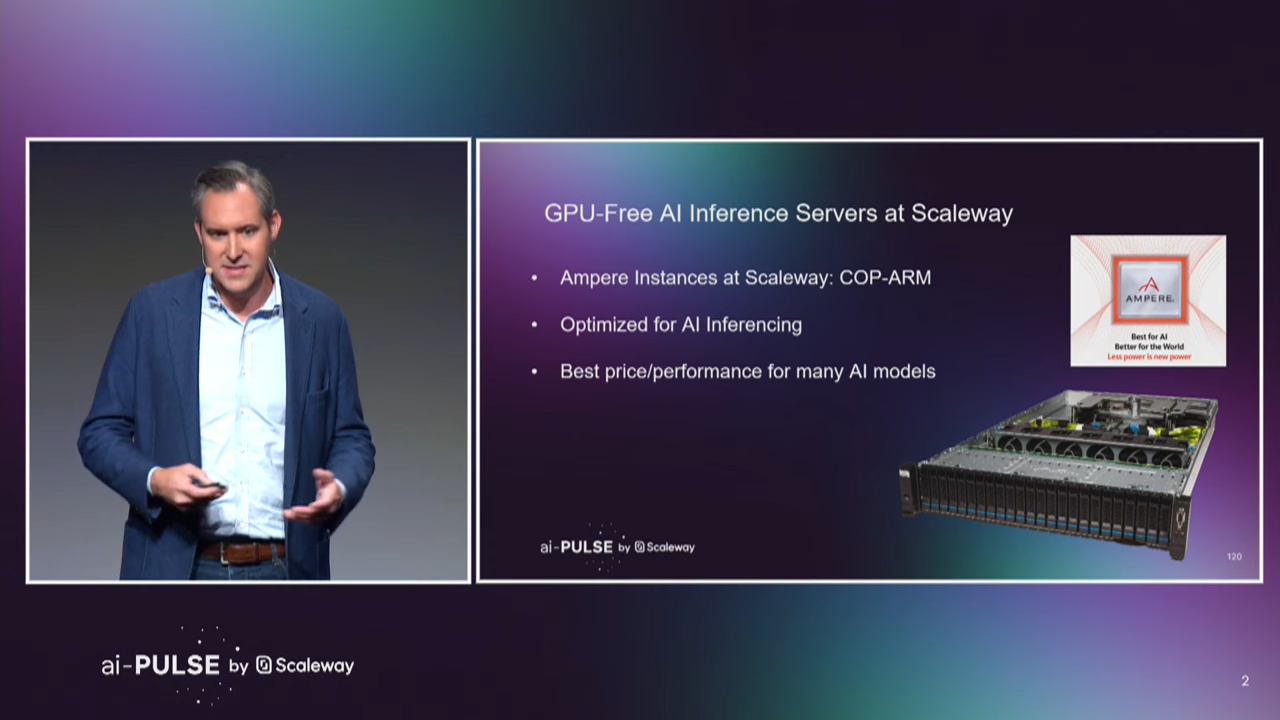 GPU-Free AI Inference Servers at Scaleway
• Ampere Instances at Scaleway: COP-ARM
• Optimized for AI Inferencing
• Best price/performance for many AI models
AMPERE.
Best for AI
Better for the World
Less power is new power
ai-PULSE by Scaleway
120
ai-PULSE by Scaleway
2